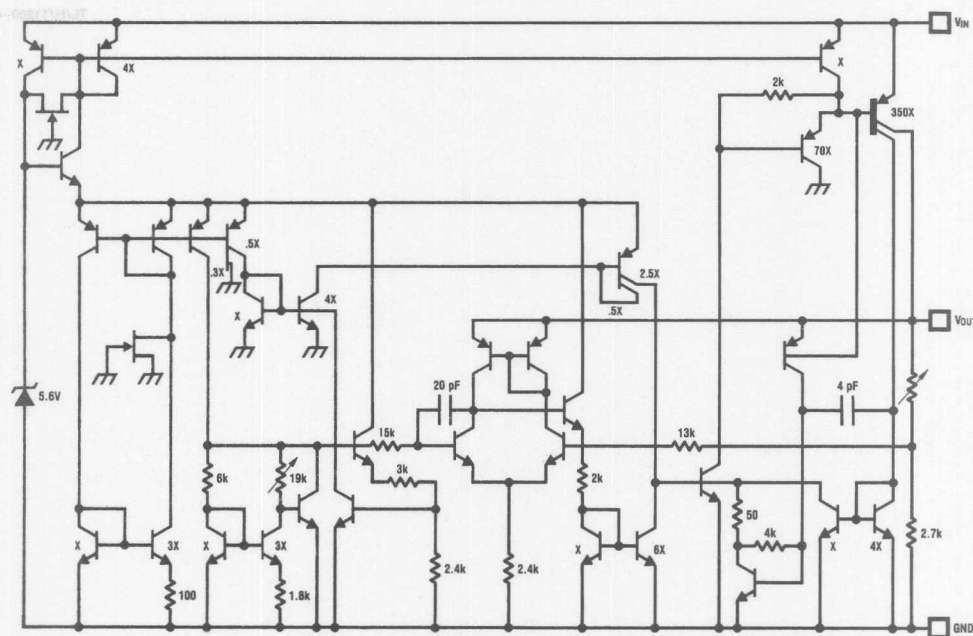 VIN
X
4X
X
2k
350X
70X
.5X
.3X
X
4X
2.5X
.5X
VOUT
20 pF
4 pF
5.6V
15k
13k
6k
19k
3k
2k
50
4k
X
3X
X
3X
X
6X
X
4X
2.7k
100
1.8k
2.4k
2.4k
GND